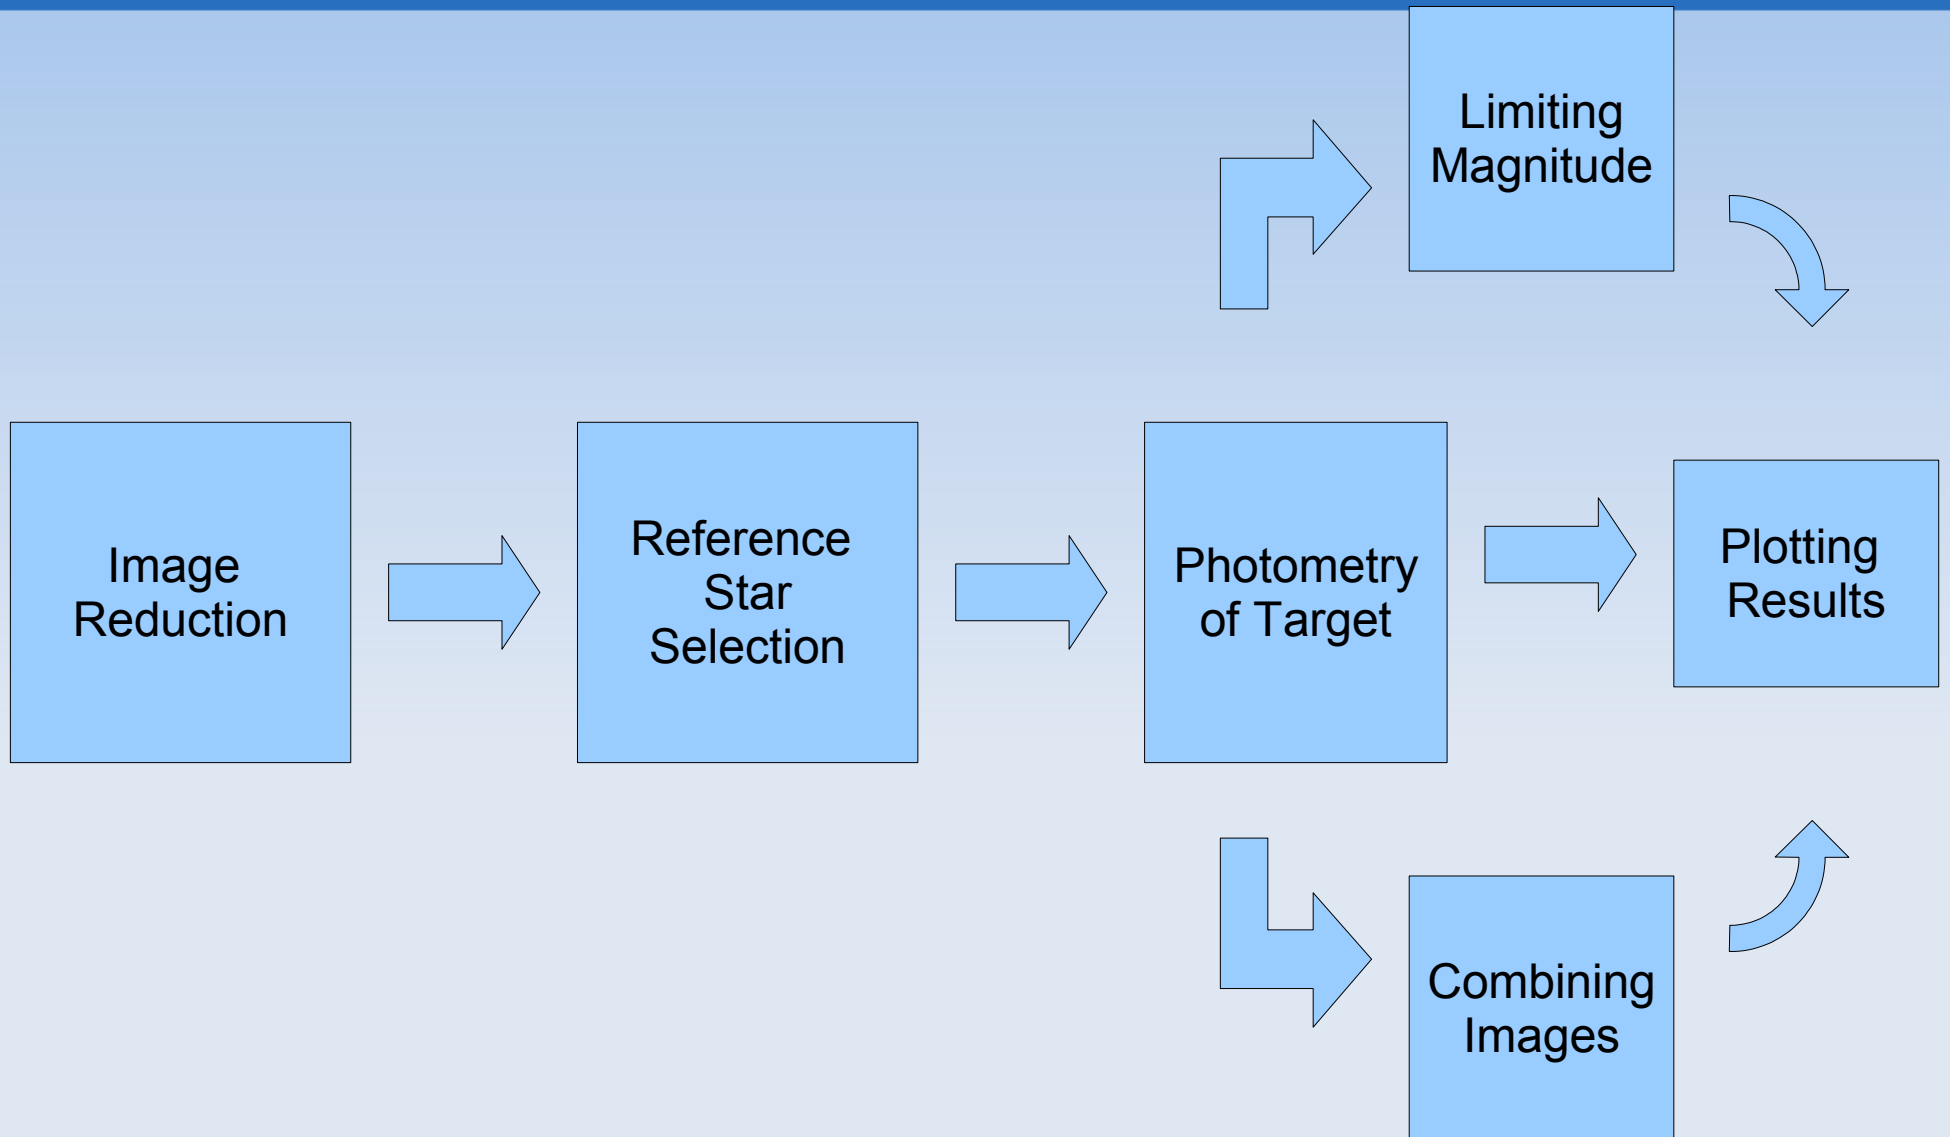 Limiting
Magnitude
Image
Reduction
Reference
Star
Selection
Photometry
of Target
Plotting
Results
Combining
Images